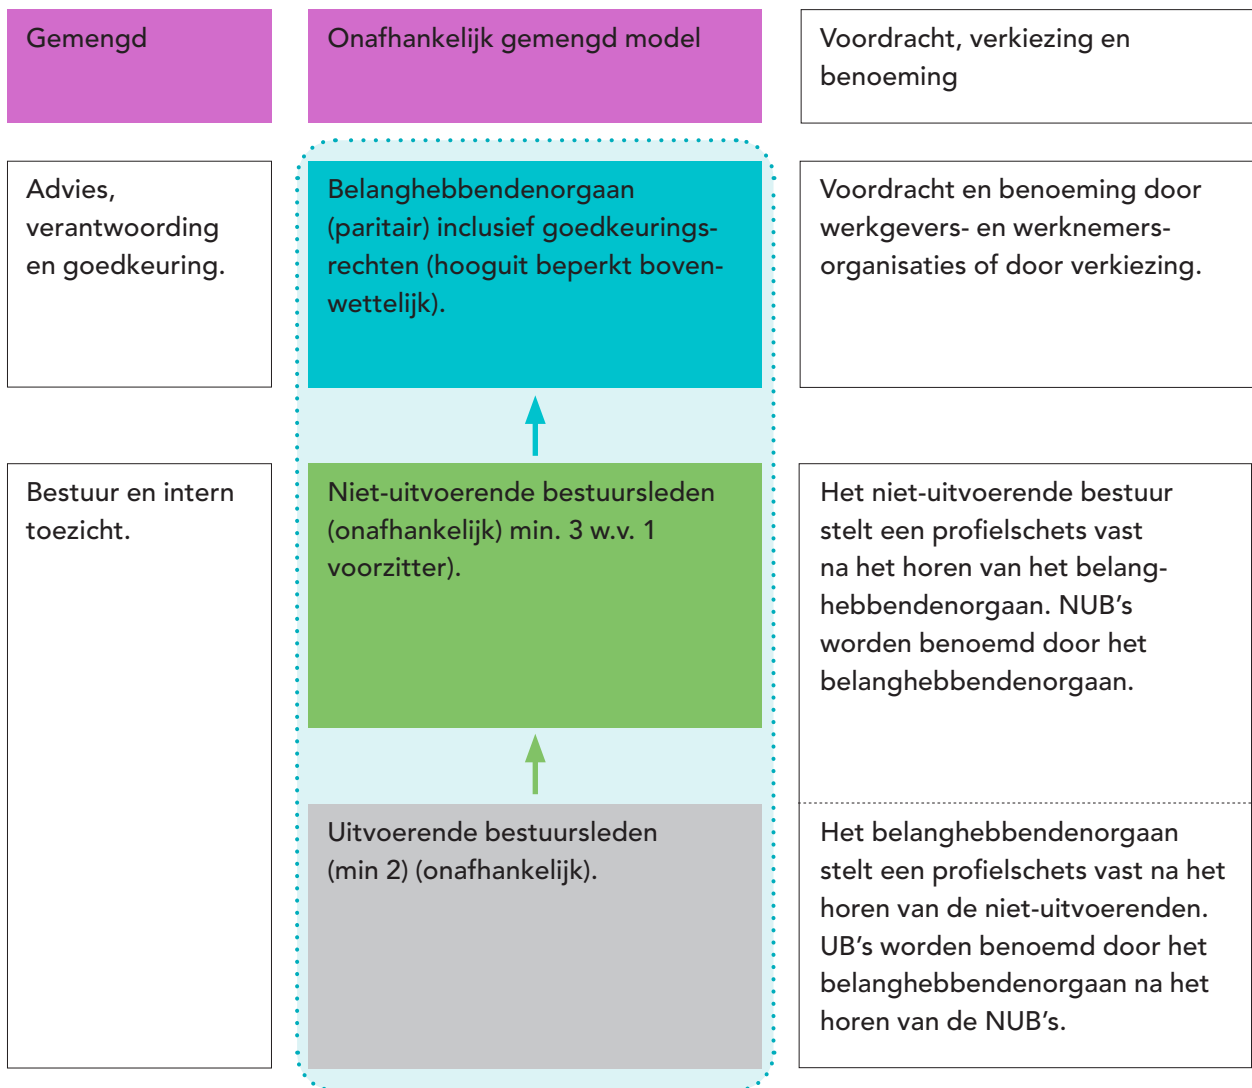 Gemengd
Onafhankelijk gemengd model
Voordracht, verkiezing en
benoeming
Advies,
verantwoording
en goedkeuring.
Belanghebbendenorgaan
(paritair) inclusief goedkeurings-
rechten (hooguit beperkt boven-
wettelijk).
Voordracht en benoeming door
werkgevers- en werknemers-
organisaties of door verkiezing.
Bestuur en intern
toezicht.
Niet-uitvoerende bestuursleden
(onafhankelijk) min. 3 w.v. 1
voorzitter).
Het niet-uitvoerende bestuur
stelt een profielschets vast
na het horen van het belang-
hebbendenorgaan. NUB’s
worden benoemd door het
belanghebbendenorgaan.
Uitvoerende bestuursleden
(min 2) (onafhankelijk).
Het belanghebbendenorgaan
stelt een profielschets vast na het
horen van de niet-uitvoerenden.
UB’s worden benoemd door het
belanghebbendenorgaan na het
horen van de NUB’s.